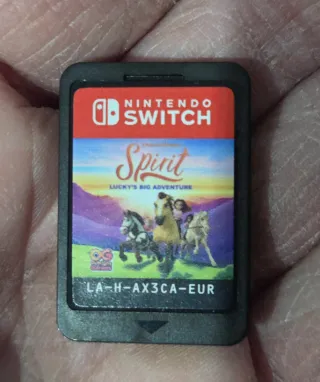 NINTENDO
SWITCH
Spirit
LUCKY'S BIG ADVENTURE
LA-H-AX3CA-EUR